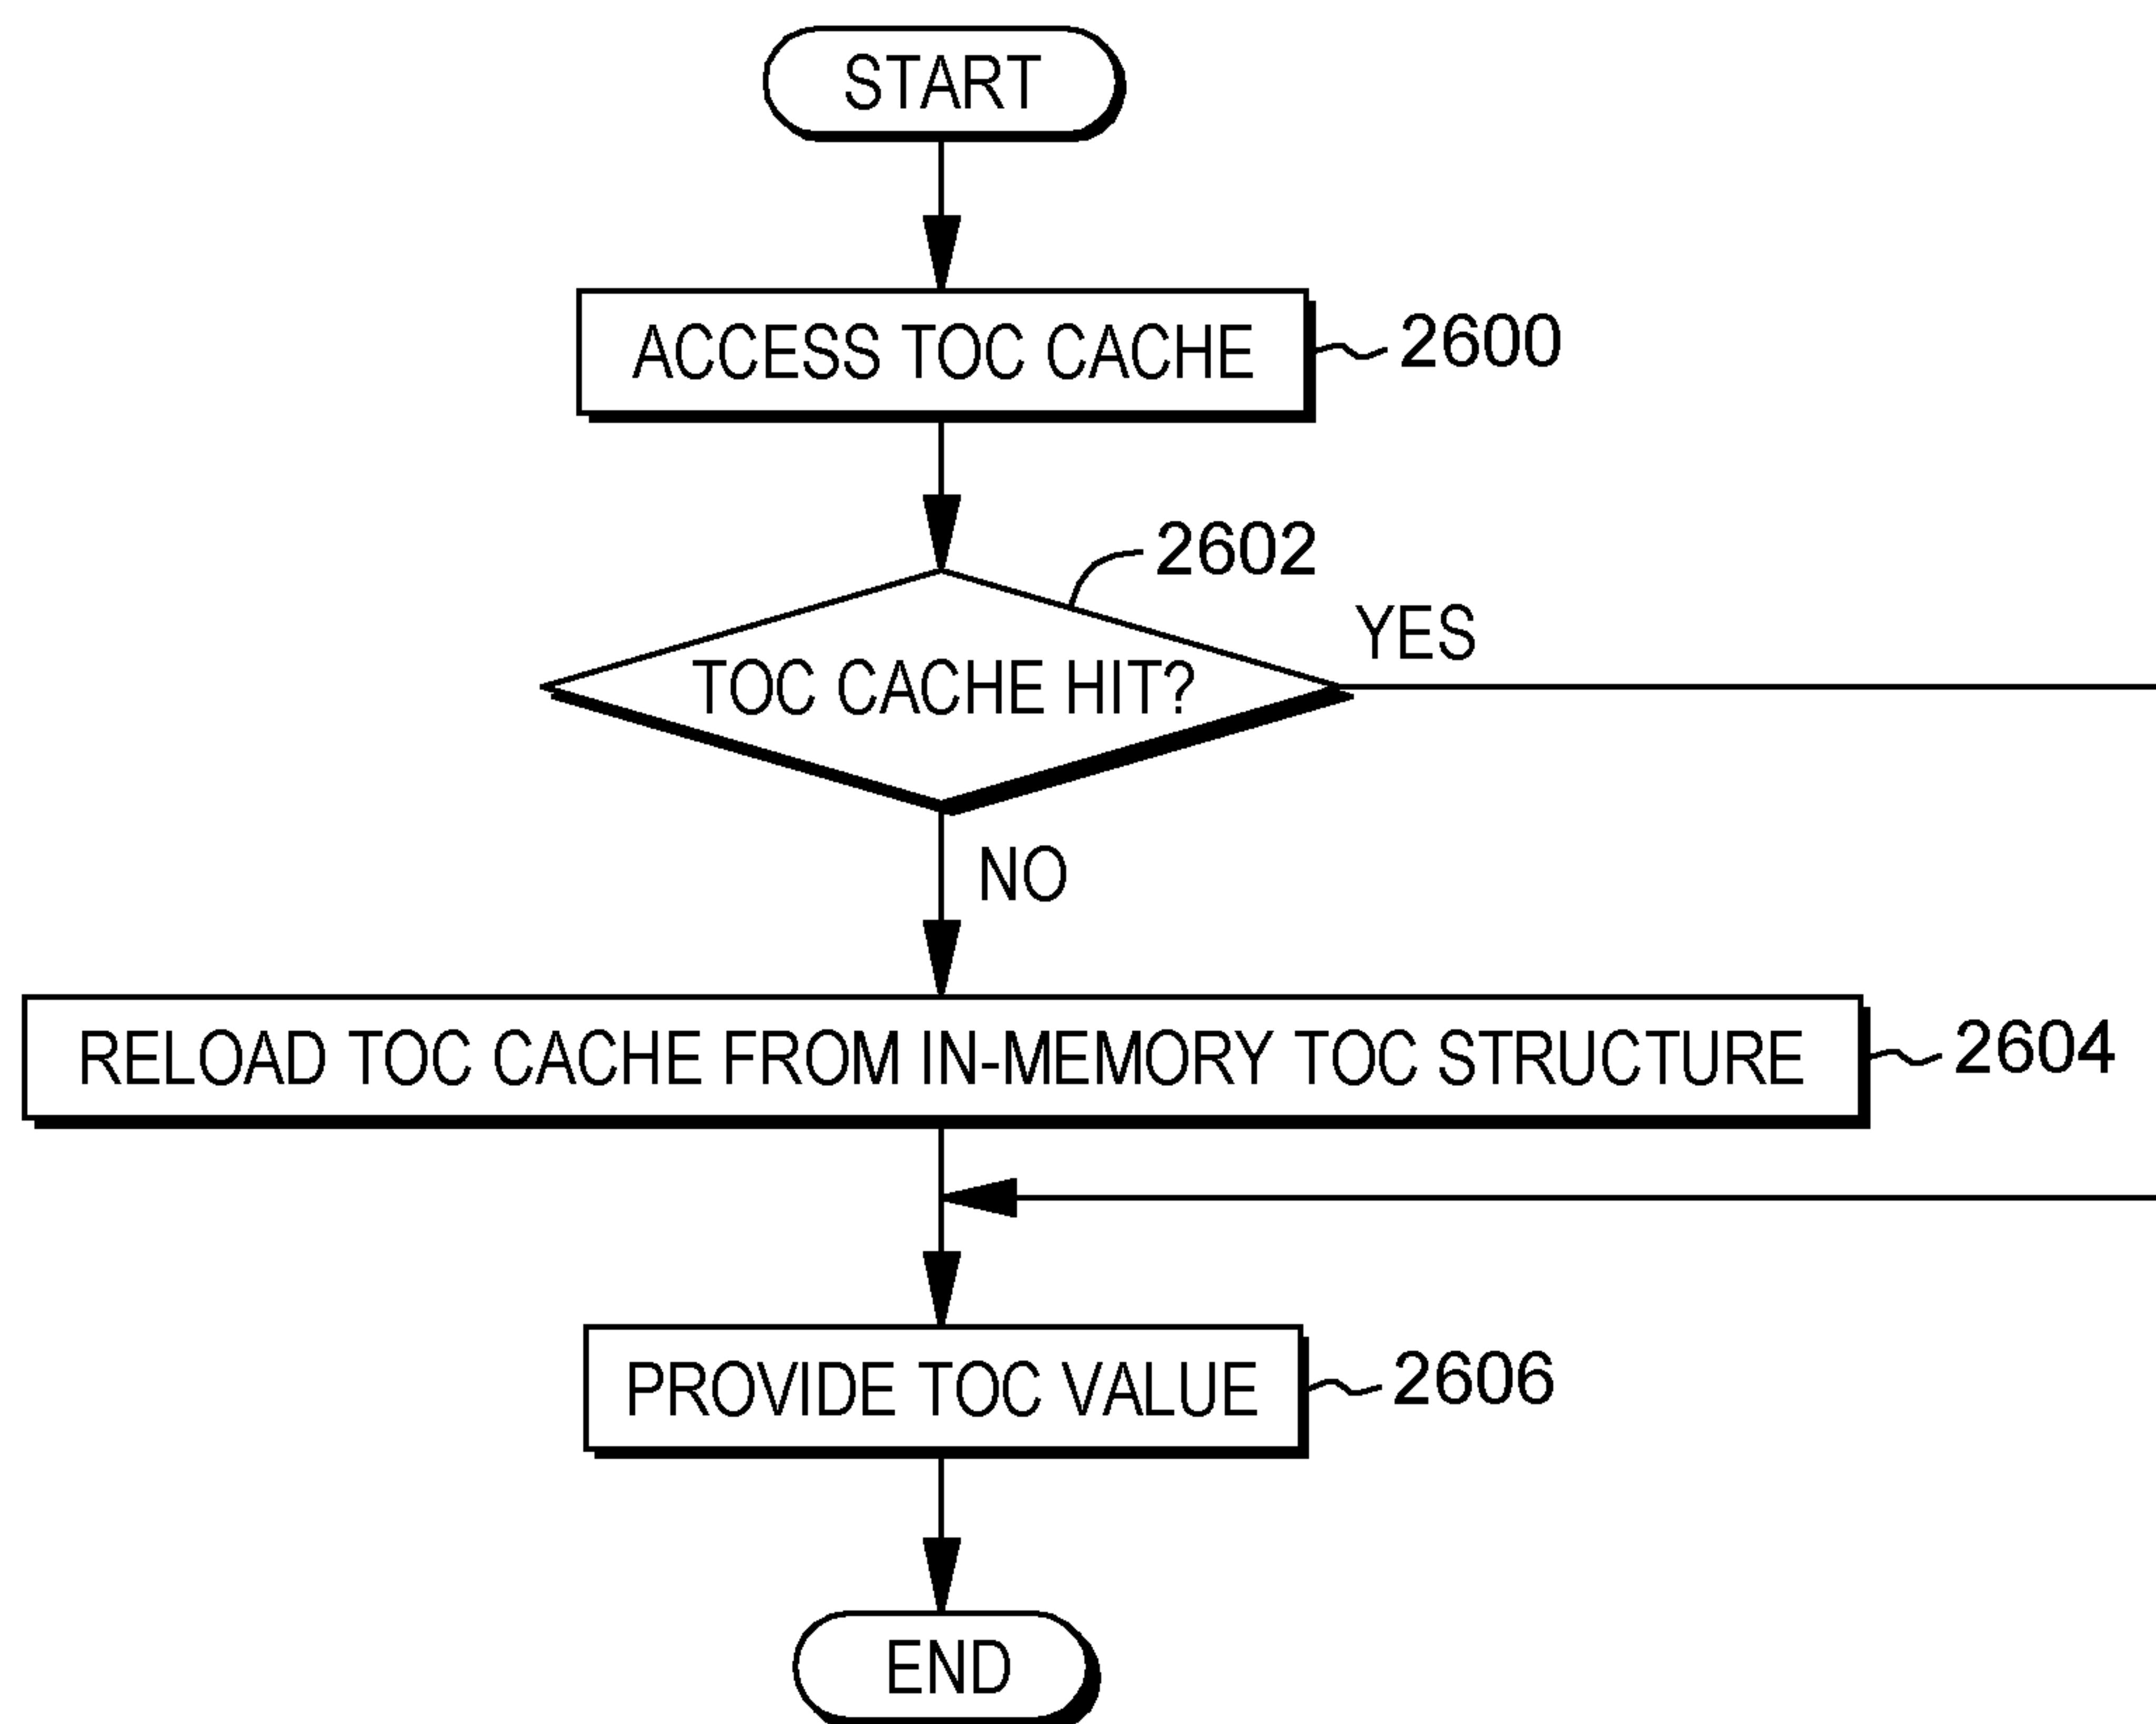 START
ACCESS TOC CACHE
2600
2602
TOC CACHE HIT?
YES
NO
RELOAD TOC CACHE FROM IN-MEMORY TOC STRUCTURE
2604
PROVIDE TOC VALUE
2606
END